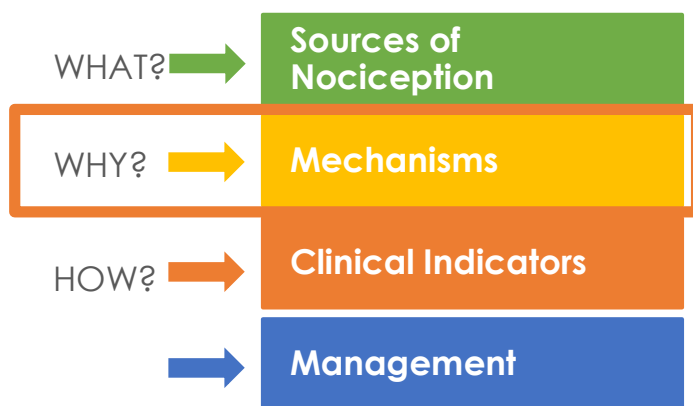 WHAT?
Sources of
Nociception
WHY?
Mechanisms
HOW?
Clinical Indicators
Management